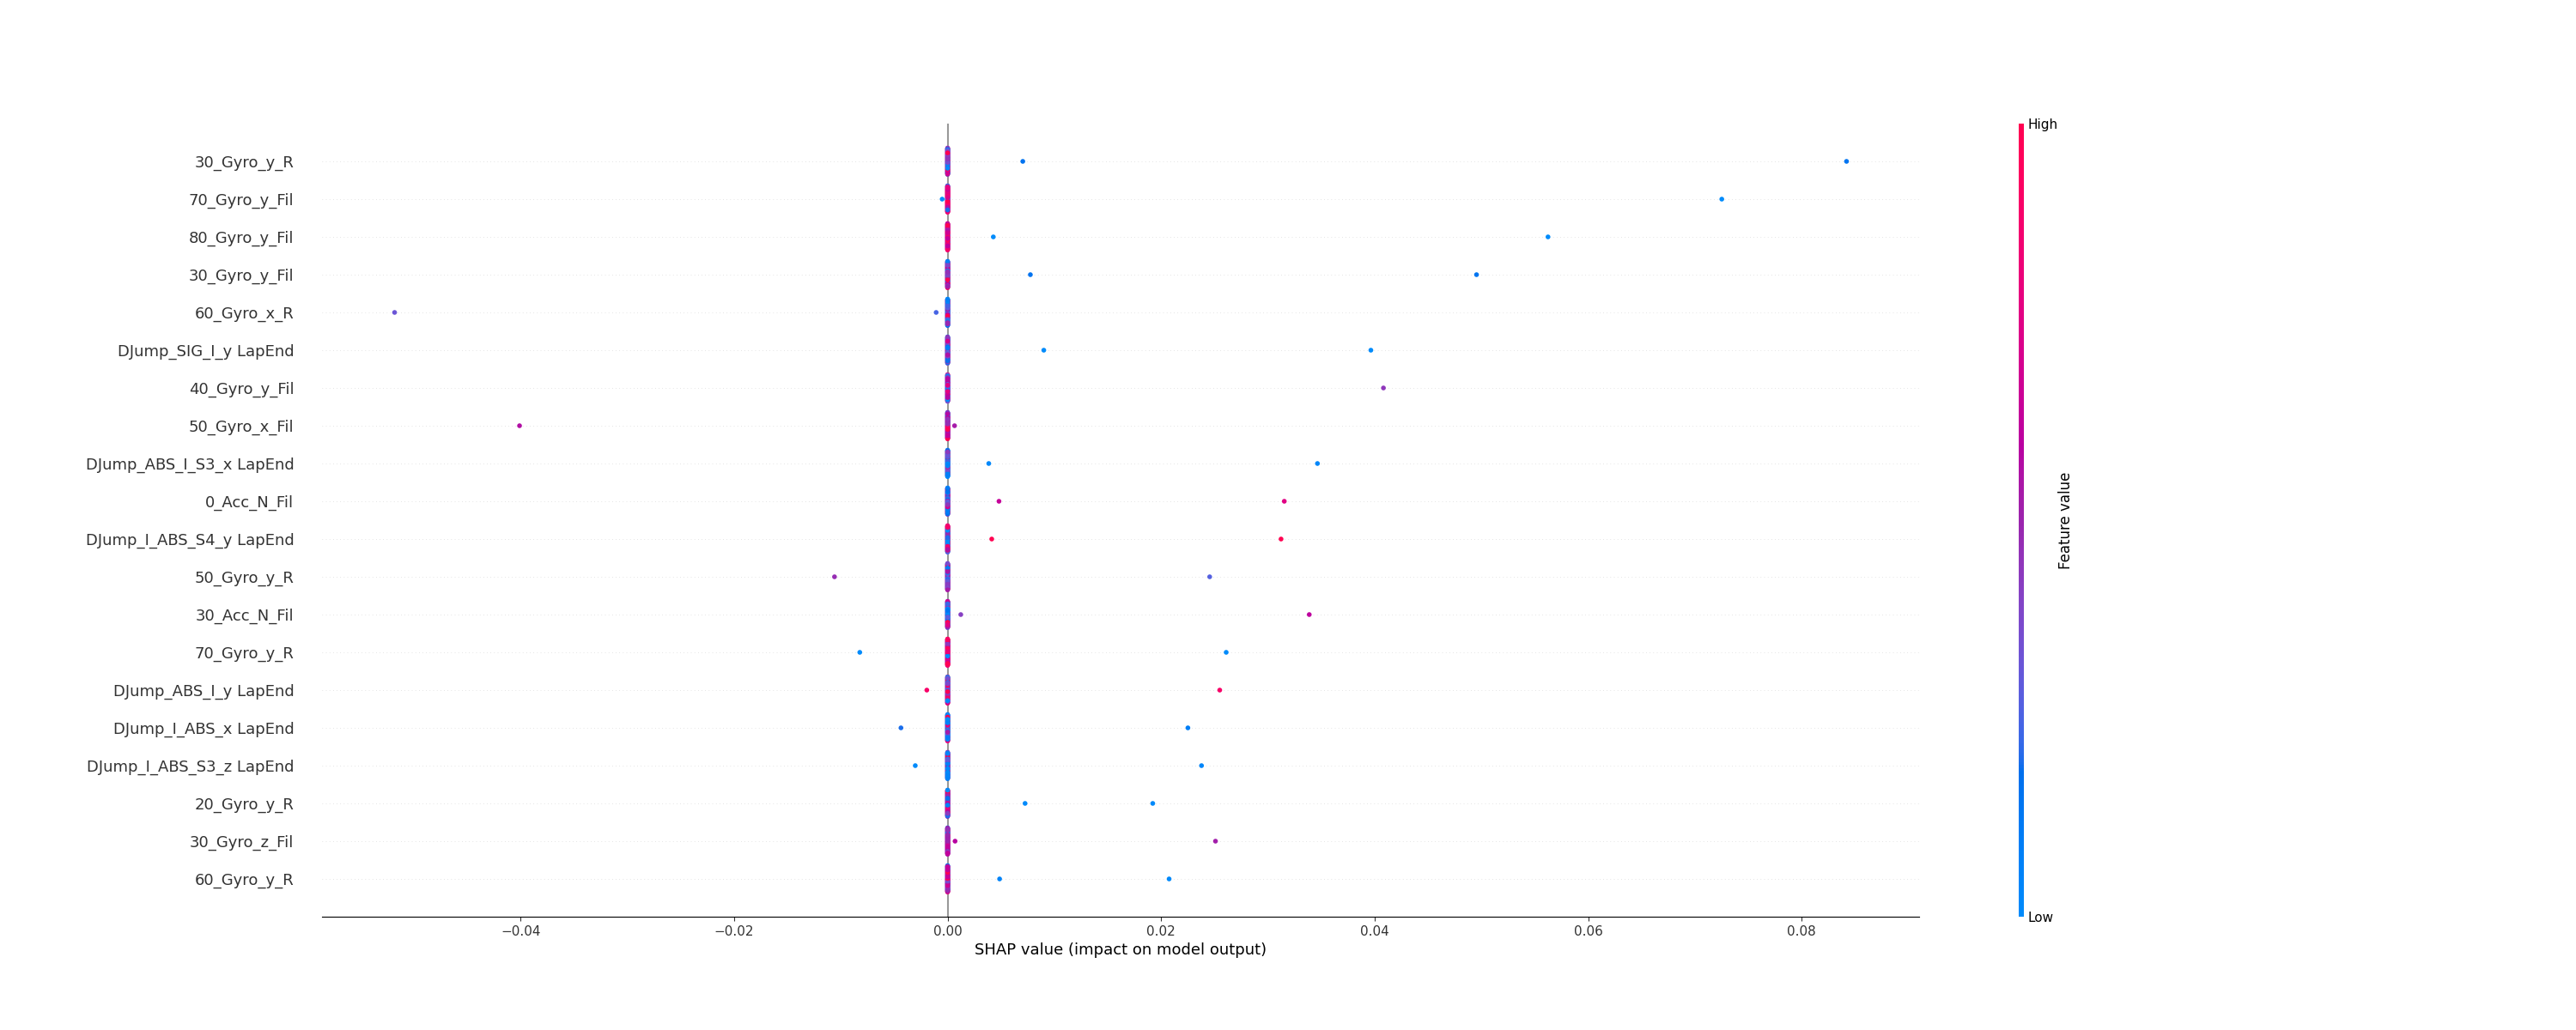 High
30_Gyro_y_R
70_Gyro_y_Fil
80_Gyro_y_Fil
30_Gyro_y_Fil
60_Gyro_x_R
DJump_SIG_I_y LapEnd
40_Gyro_y_Fil
50_Gyro_x_Fil
DJump_ABS_I_S3_x LapEnd
0_Acc_N_Fil
DJump_I_ABS_S4_y LapEnd
50_Gyro_y_R
30_Acc_N_Fil
70_Gyro_y_R
DJump_ABS_I_y LapEnd
DJump_I_ABS_x LapEnd
DJump_I_ABS_S3_z LapEnd
20_Gyro_y_R
30_Gyro_z_Fil
60_Gyro_y_R
Feature value
Low
−0.04 −0.02 0.00 0.02 0.04 0.06 0.08
SHAP value (impact on model output)